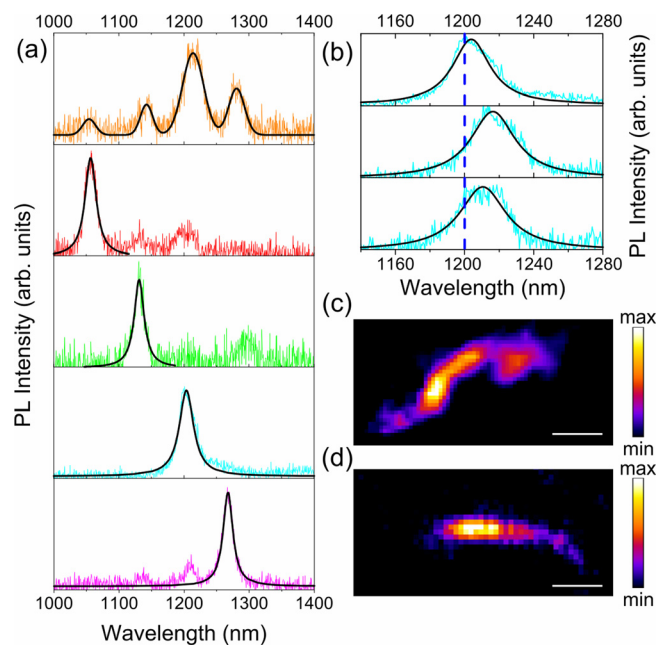 1000 1100 1200 1300 1400
(a)
PL Intensity (arb. units)
1000 1100 1200 1300 1400
Wavelength (nm)
1160 1200 1240 1280
(b)
PL Intensity (arb. units)
1160 1200 1240 1280
Wavelength (nm)
(c)
max
min
(d)
max
min